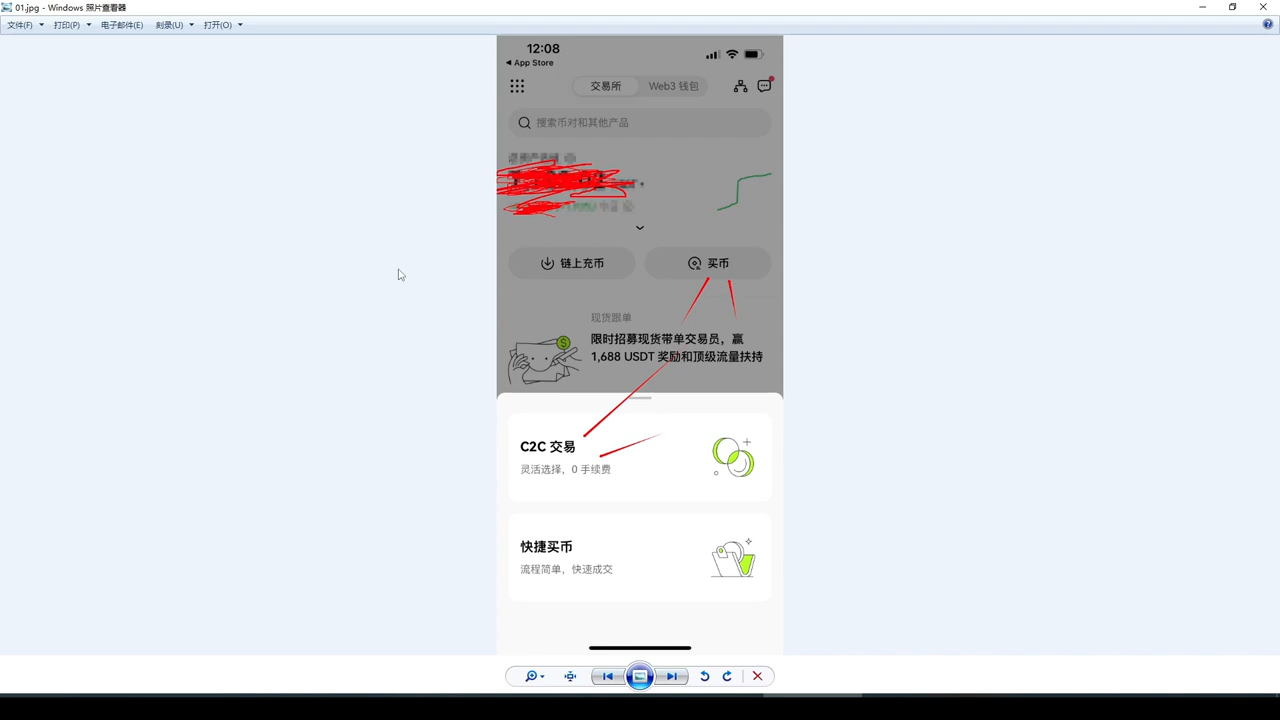 01.jpg - Windows 照片查看器
文件(F) 打印(P) 电子邮件(E) 刻录(U) 打开(O)
12:08
App Store
交易所 Web3 钱包
搜索币对和其他产品
链上充币 买币
现货跟单
限时招募现货带单交易员，赢
1,688 USDT 奖励和顶级流量扶持
C2C 交易
灵活选择，0 手续费
快捷买币
流程简单，快速成交